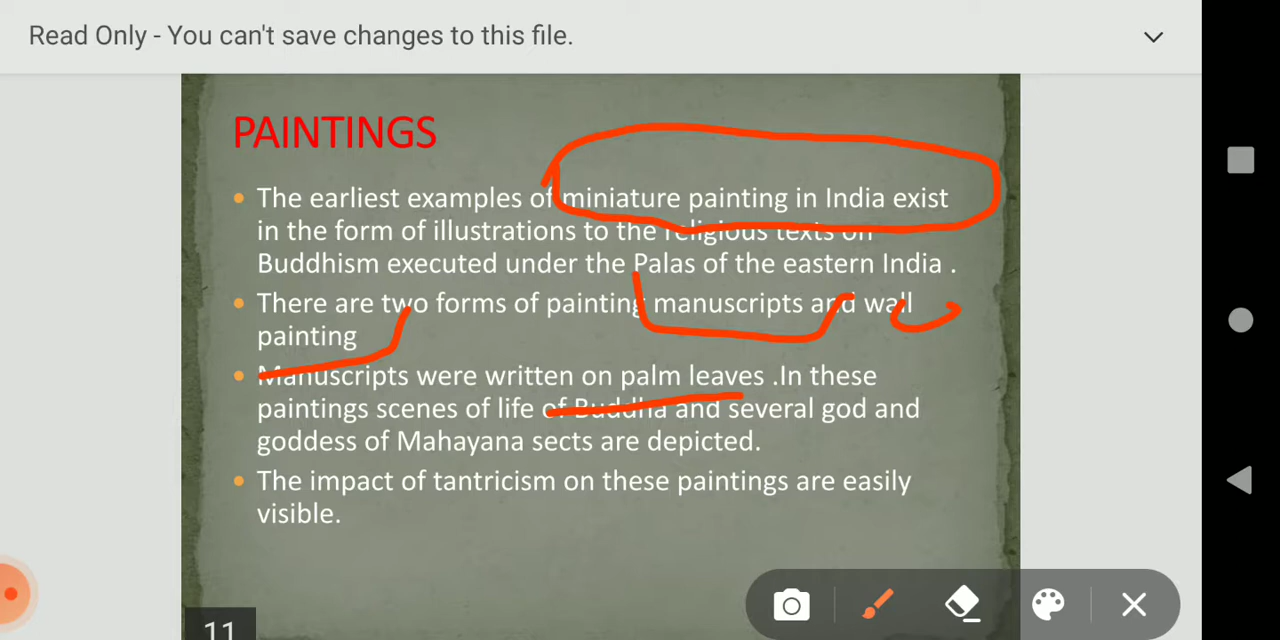 Read Only - You can't save changes to this file.
PAINTINGS
• The earliest examples of miniature painting in India exist
in the form of illustrations to the religious texts on
Buddhism executed under the Palas of the eastern India .
• There are two forms of painting manuscripts and wall
painting
• Manuscripts were written on palm leaves .In these
paintings scenes of life of Buddha and several god and
goddess of Mahayana sects are depicted.
• The impact of tantricism on these paintings are easily
visible.
11